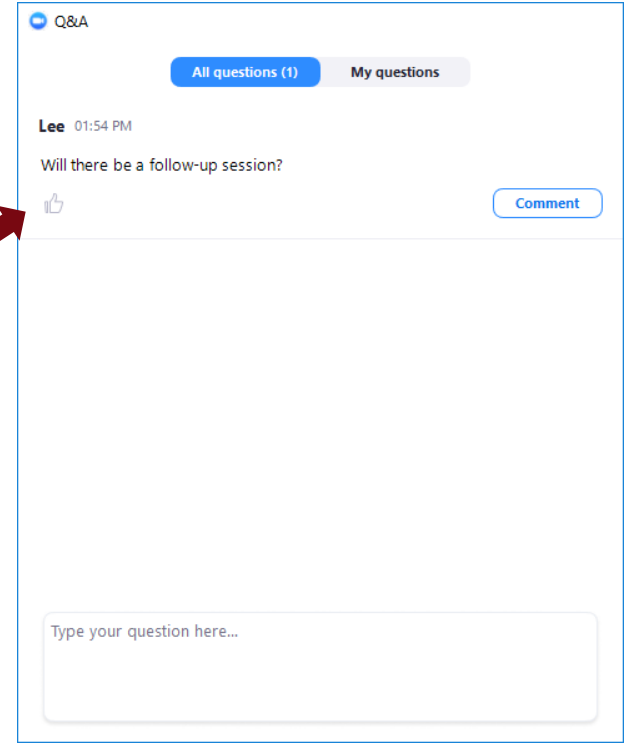 Q&A
All questions (1) My questions
Lee 01:54 PM
Will there be a follow-up session?
Comment
Type your question here...